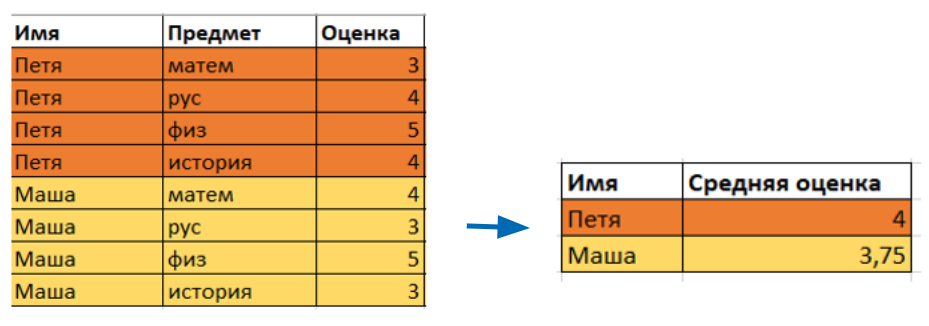 Имя Предмет Оценка
Петя матем 3
Петя рус 4
Петя физ 5
Петя история 4
Маша матем 4
Маша рус 3
Маша физ 5
Маша история 3
Имя Средняя оценка
Петя 4
Маша 3,75